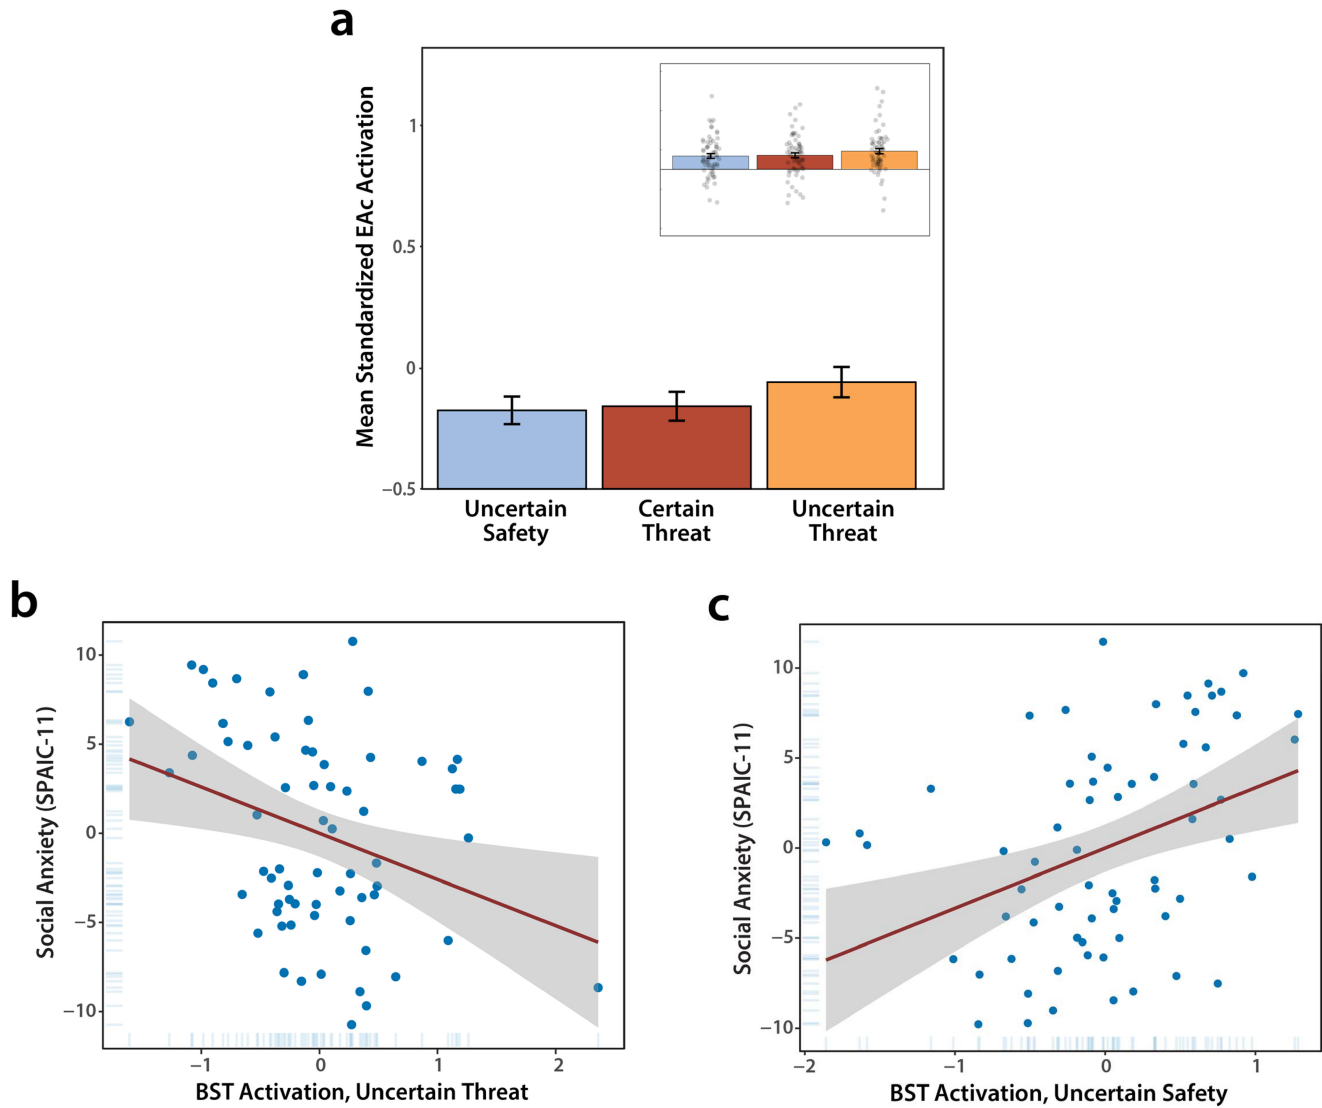 a
Mean Standardized EAc Activation
1
0.5
0
−0.5
Uncertain
Safety
Certain
Threat
Uncertain
Threat
b
Social Anxiety (SPAIC-11)
10
5
0
−5
−10
−1
0
1
2
BST Activation, Uncertain Threat
c
Social Anxiety (SPAIC-11)
10
5
0
−5
−10
−2
−1
0
1
BST Activation, Uncertain Safety